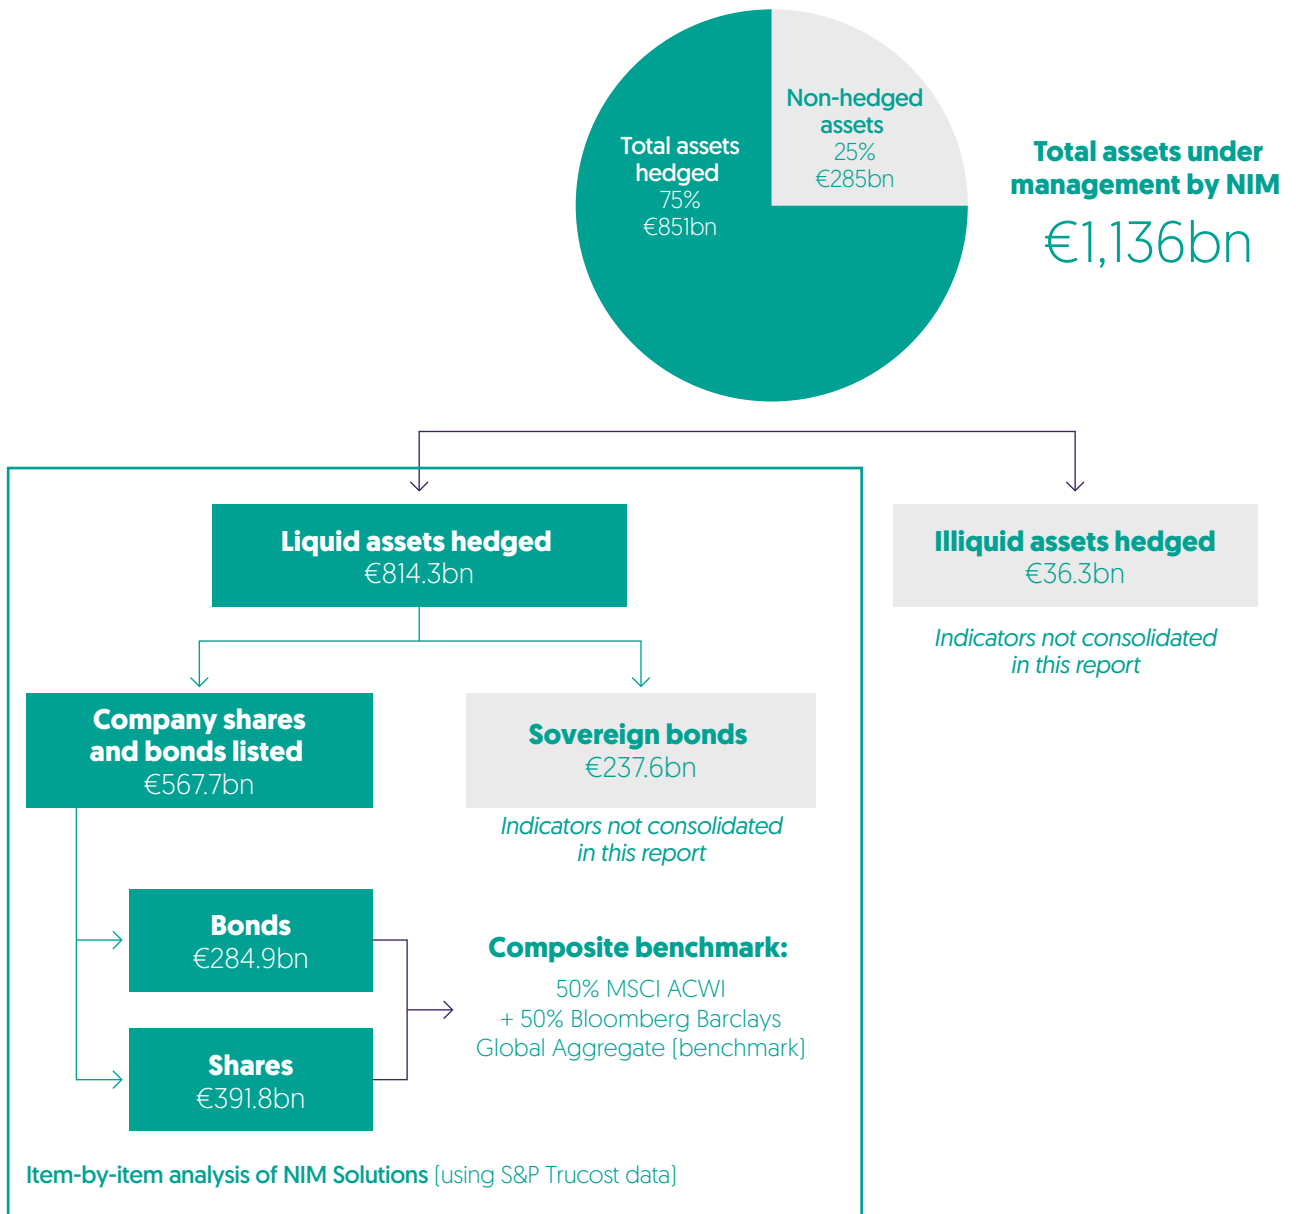 Non-hedged
assets
25%
€285bn
Total assets
hedged
75%
€851bn
Total assets under
management by NIM
€1,136bn
Liquid assets hedged
€814.3bn
Illiquid assets hedged
€36.3bn
Indicators not consolidated
in this report
Company shares
and bonds listed
€567.7bn
Sovereign bonds
€237.6bn
Indicators not consolidated
in this report
Bonds
€284.9bn
Composite benchmark:
50% MSCI ACWI
+ 50% Bloomberg Barclays
Global Aggregate (benchmark)
Shares
€391.8bn
Item-by-item analysis of NIM Solutions (using S&P Trucost data)